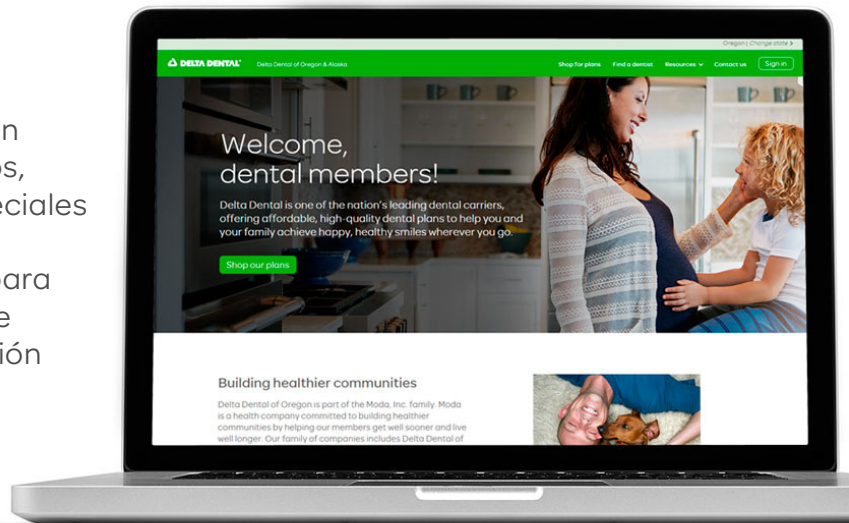 n
os,
eciales
para
e
ión
Oregon | Change state >
DELTA DENTAL
Delta Dental of Oregon & Alaska
Shop for plans Find a dentist Resources Contact us Sign in
Welcome,
dental members!
Delta Dental is one of the nation's leading dental carriers,
offering affordable, high-quality dental plans to help you and
your family achieve happy, healthy smiles wherever you go.
Shop our plans
Building healthier communities
Delta Dental of Oregon is part of the Moda, Inc. family. Moda
is a health company committed to building healthier
communities by helping our members get well sooner and live
well longer. Our family of companies includes Delta Dental of